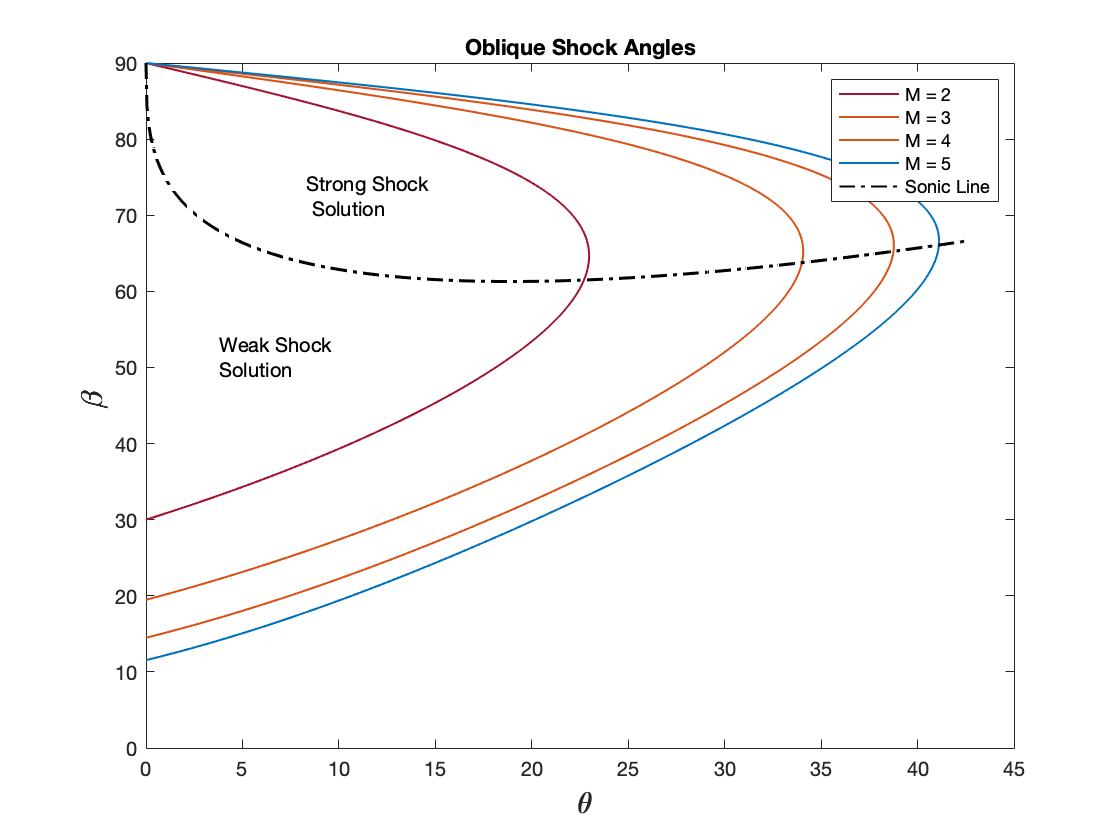 Oblique Shock Angles
M = 2
M = 3
M = 4
M = 5
Sonic Line
Strong Shock
Solution
Weak Shock
Solution
β
90
80
70
60
50
40
30
20
10
0
0 5 10 15 20 25 30 35 40 45
θ